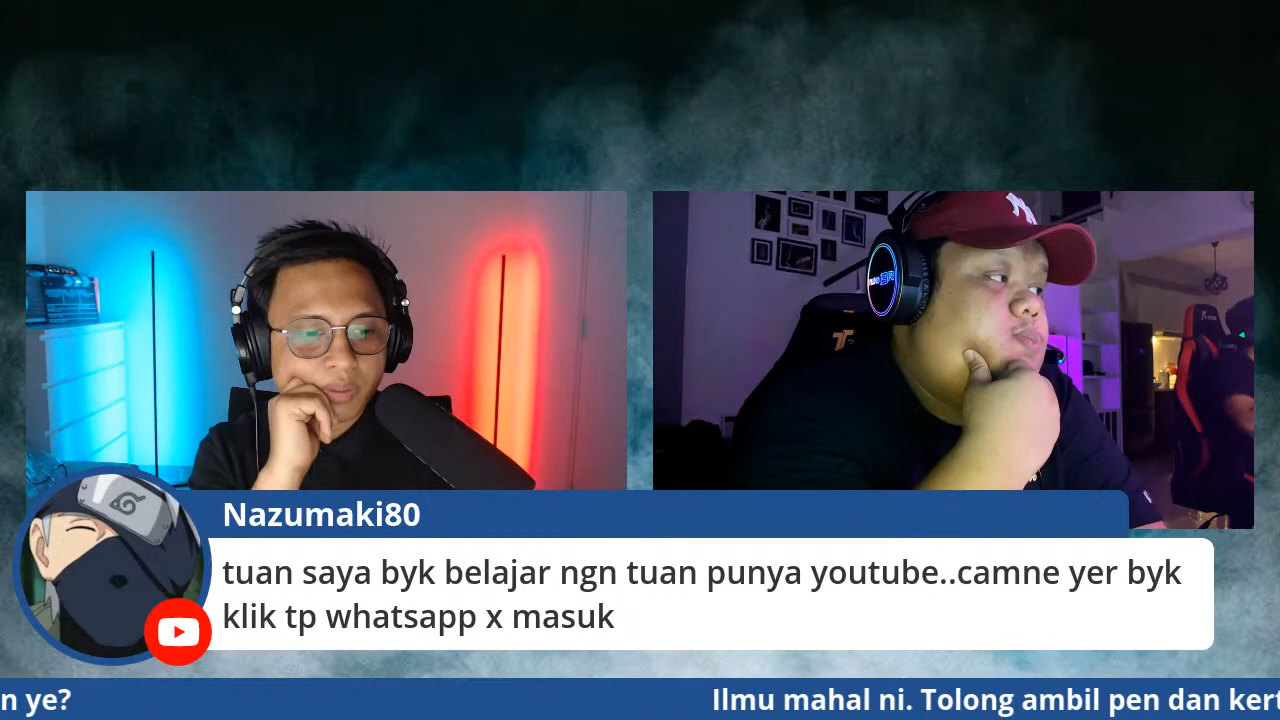 Nazumaki80
tuan saya byk belajar ngn tuan punya youtube..camne yer byk
klik tp whatsapp x masuk
n ye?
Ilmu mahal ni. Tolong ambil pen dan kert